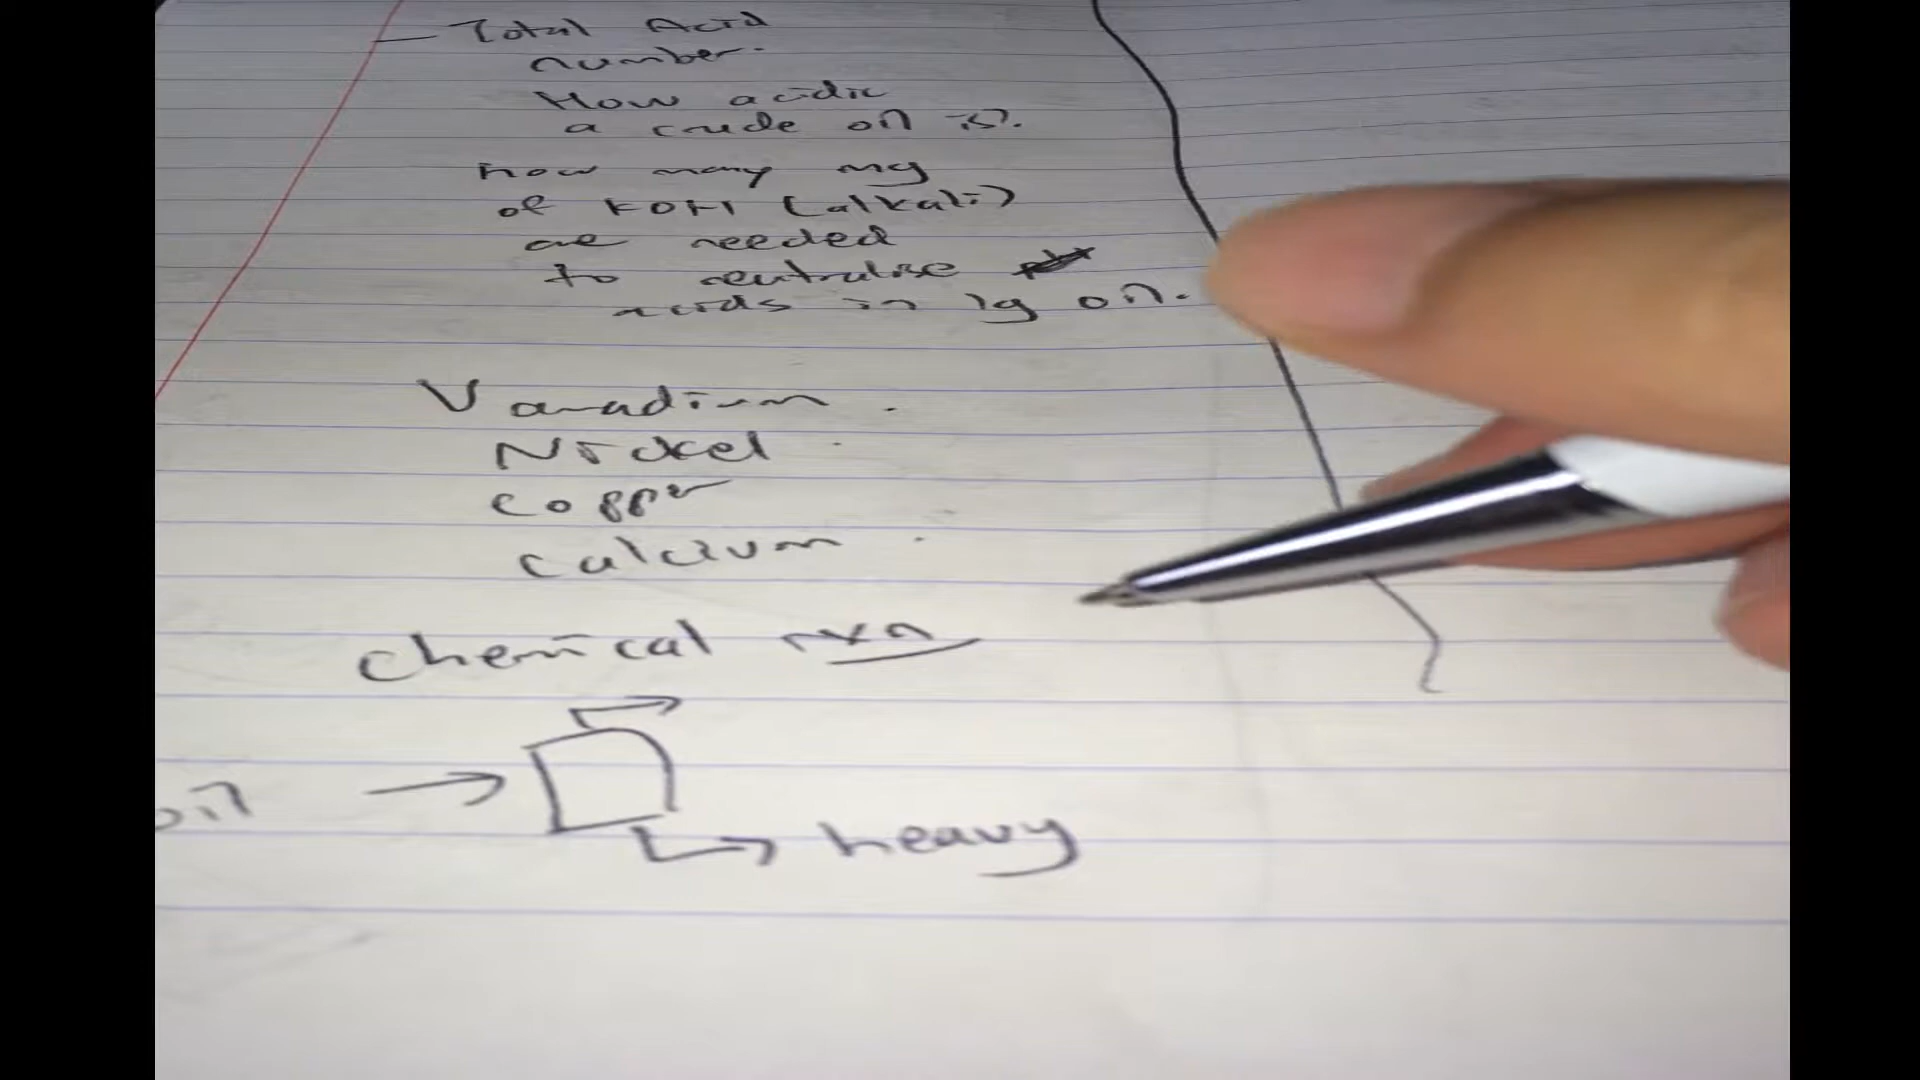 - Total Acid
number.
How acidic
a crude oil is?.
how many mg
of KOH (alkali)
are needed
to neutralise
acids in 1g oil.
Vanadium.
Nickel.
Copper
Calcium.
Chemical rxn
oil
heavy